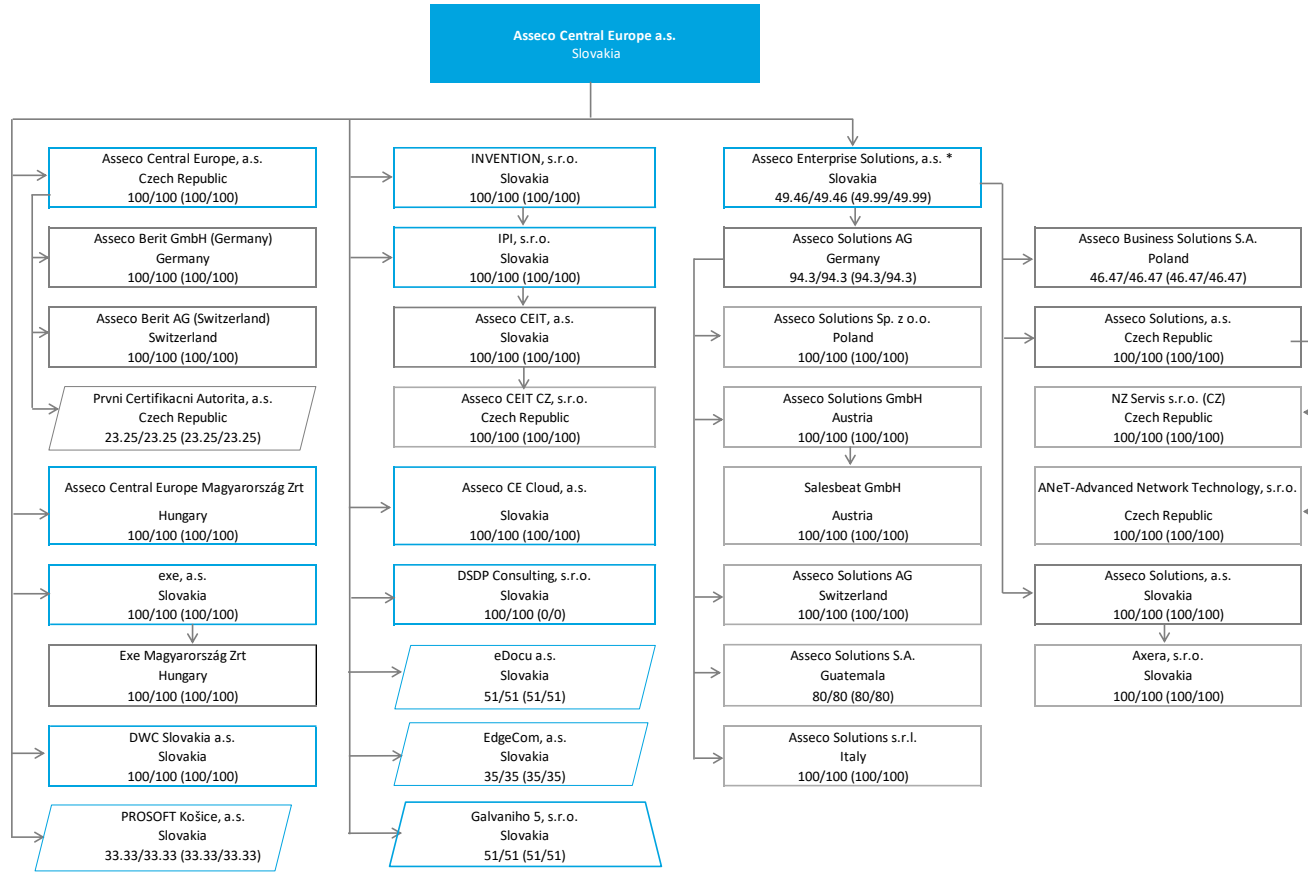 Asseco Central Europe a.s.
Slovakia
Asseco Central Europe, a.s.
Czech Republic
100/100 (100/100)
Asseco Berit GmbH (Germany)
Germany
100/100 (100/100)
Asseco Berit AG (Switzerland)
Switzerland
100/100 (100/100)
Prvni Certifikacni Autorita, a.s.
Czech Republic
23.25/23.25 (23.25/23.25)
Asseco Central Europe Magyarország Zrt
Hungary
100/100 (100/100)
exe, a.s.
Slovakia
100/100 (100/100)
Exe Magyarország Zrt
Hungary
100/100 (100/100)
DWC Slovakia a.s.
Slovakia
100/100 (100/100)
PROSOFT Košice, a.s.
Slovakia
33.33/33.33 (33.33/33.33)
INVENTION, s.r.o.
Slovakia
100/100 (100/100)
IPI, s.r.o.
Slovakia
100/100 (100/100)
Asseco CEIT, a.s.
Slovakia
100/100 (100/100)
Asseco CEIT CZ, s.r.o.
Czech Republic
100/100 (100/100)
Asseco CE Cloud, a.s.
Slovakia
100/100 (100/100)
DSDP Consulting, s.r.o.
Slovakia
100/100 (0/0)
eDocu a.s.
Slovakia
51/51 (51/51)
EdgeCom, a.s.
Slovakia
35/35 (35/35)
Galvaniho 5, s.r.o.
Slovakia
51/51 (51/51)
Asseco Enterprise Solutions, a.s. *
Slovakia
49.46/49.46 (49.99/49.99)
Asseco Solutions AG
Germany
94.3/94.3 (94.3/94.3)
Asseco Solutions Sp. z o.o.
Poland
100/100 (100/100)
Asseco Solutions GmbH
Austria
100/100 (100/100)
Salesbeat GmbH
Austria
100/100 (100/100)
Asseco Solutions AG
Switzerland
100/100 (100/100)
Asseco Solutions S.A.
Guatemala
80/80 (80/80)
Asseco Solutions s.r.l.
Italy
100/100 (100/100)
Asseco Business Solutions S.A.
Poland
46.47/46.47 (46.47/46.47)
Asseco Solutions, a.s.
Czech Republic
100/100 (100/100)
NZ Servis s.r.o. (CZ)
Czech Republic
100/100 (100/100)
ANeT-Advanced Network Technology, s.r.o.
Czech Republic
100/100 (100/100)
Asseco Solutions, a.s.
Slovakia
100/100 (100/100)
Axera, s.r.o.
Slovakia
100/100 (100/100)